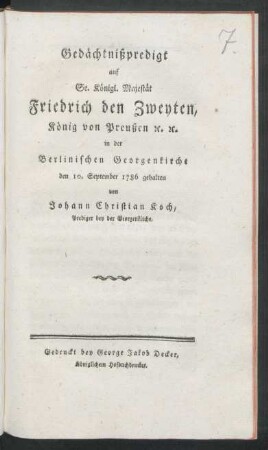 7.
Gedächtnißpredigt
auf
Se. Königl. Majestät
Friedrich den Zweyten,
König von Preußen ꝛc. ꝛc.
in der
Berlinischen Georgenkirche
den 10. September 1786 gehalten
von
Johann Christian Koch,
Prediger bey der Georgenkirche.
Gedruckt bey George Jakob Decker,
Königlichem Hofbuchdrucker.